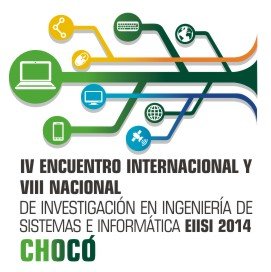 IV ENCUENTRO INTERNACIONAL Y
VIII NACIONAL
DE INVESTIGACIÓN EN INGENIERÍA DE
SISTEMAS E INFORMÁTICA EIISI 2014
CHOCÓ